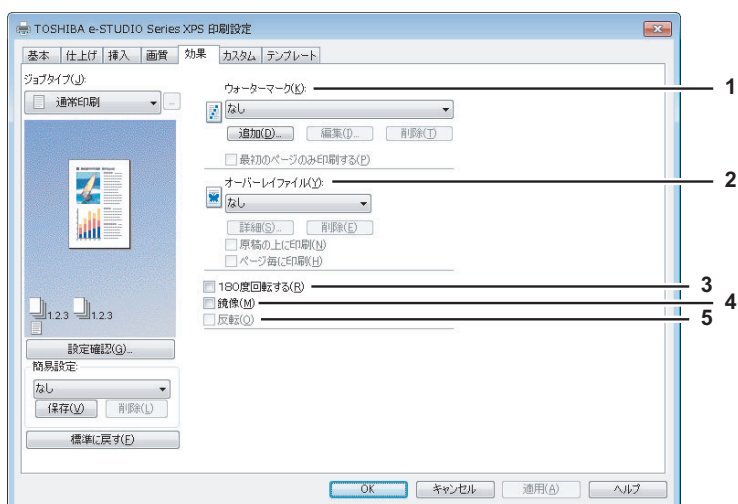 TOSHIBA e-STUDIO Series XPS 印刷設定
基本 仕上げ 挿入 画質 効果 カスタム テンプレート
ジョブタイプ(J):
通常印刷
...
1.2.3 1.2.3
設定確認(G)...
簡易設定:
なし
保存(V) 削除(L)
標準に戻す(F)
ウォーターマーク(K):
なし
追加(D)... 編集(I)... 削除(T)
最初のページのみ印刷する(P)
オーバーレイファイル(Y):
なし
詳細(S)... 削除(E)
原稿の上に印刷(N)
ページ毎に印刷(H)
180度回転する(R)
鏡像(M)
反転(O)
OK キャンセル 適用(A) ヘルプ
1
2
3
4
5